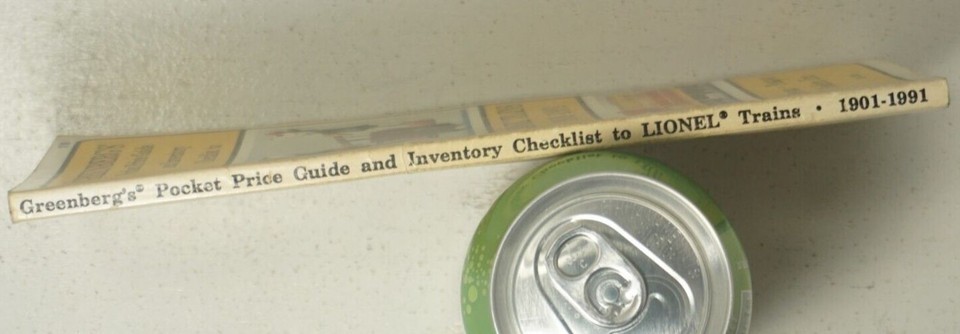 Greenberg's® Pocket Price Guide and Inventory Checklist to LIONEL® Trains • 1901-1991